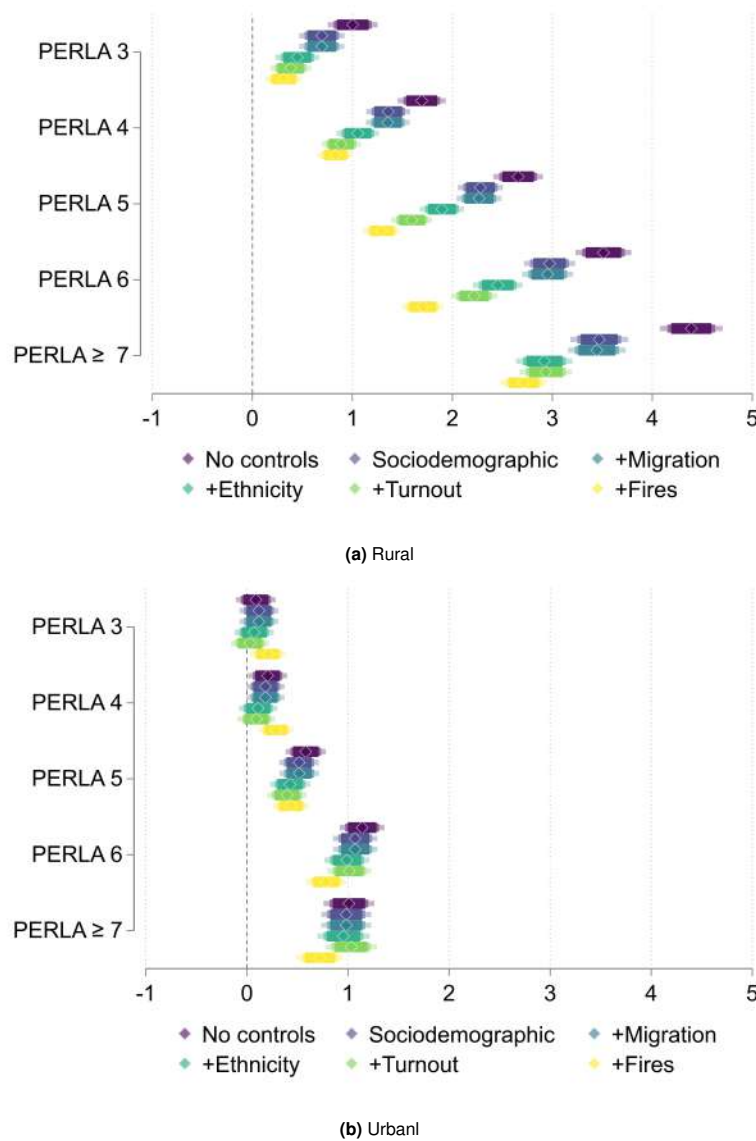 PERLA 3
PERLA 4
PERLA 5
PERLA 6
PERLA ≥ 7
-1 0 1 2 3 4 5
No controls Sociodemographic +Migration
+Ethnicity +Turnout +Fires
(a) Rural
PERLA 3
PERLA 4
PERLA 5
PERLA 6
PERLA ≥ 7
-1 0 1 2 3 4 5
No controls Sociodemographic +Migration
+Ethnicity +Turnout +Fires
(b) Urbanl